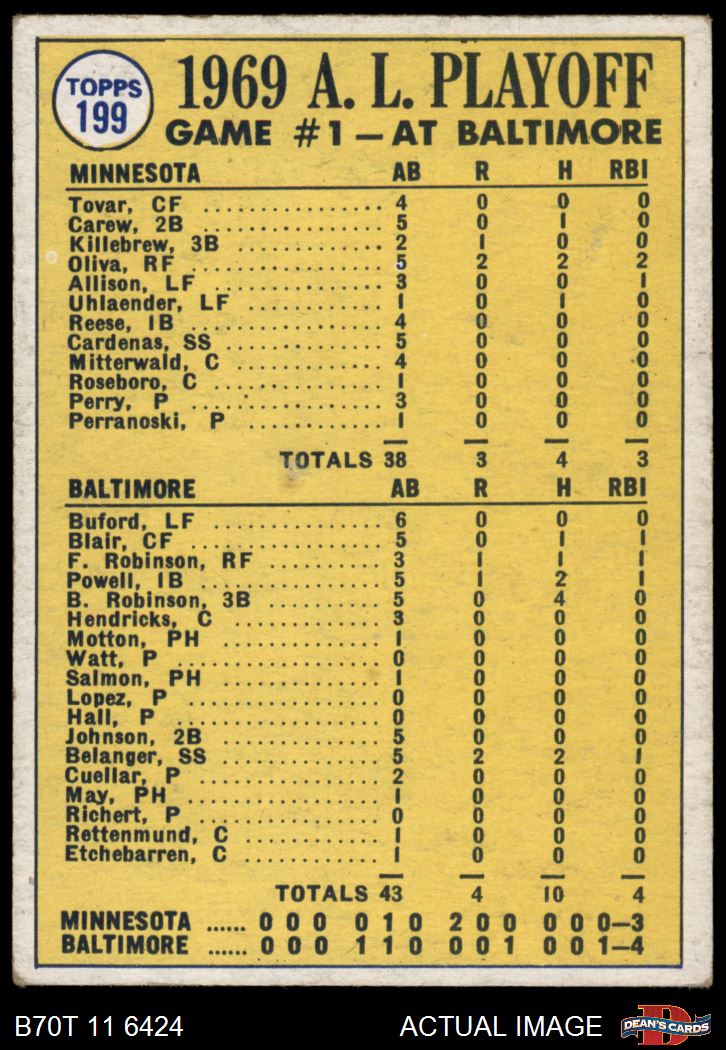 TOPPS
199
1969 A. L. PLAYOFF
GAME #1 — AT BALTIMORE
MINNESOTA AB R H RBI
Tovar, CF ................ 4 0 0 0
Carew, 2B ................ 5 0 1 0
Killebrew, 3B ............. 2 1 0 0
Oliva, RF ................ 5 2 2 2
Allison, LF ............... 3 0 0 1
Uhlaender, LF ............. 1 0 1 0
Reese, 1B ................ 4 0 0 0
Cardenas, SS .............. 5 0 0 0
Mitterwald, C ............. 4 0 0 0
Roseboro, C .............. 1 0 0 0
Perry, P ................. 3 0 0 0
Perranoski, P ............. 1 0 0 0
TOTALS 38 3 4 3
BALTIMORE AB R H RBI
Buford, LF ............... 6 0 0 0
Blair, CF ................. 5 0 1 1
F. Robinson, RF ........... 3 1 1 1
Powell, 1B ................ 5 1 2 1
B. Robinson, 3B ........... 5 0 4 0
Hendricks, C .............. 3 0 0 0
Motton, PH .............. 1 0 0 0
Watt, P .................. 0 0 0 0
Salmon, PH ............... 1 0 0 0
Lopez, P ................. 0 0 0 0
Hall, P .................. 0 0 0 0
Johnson, 2B .............. 5 0 0 0
Belanger, SS .............. 5 2 2 1
Cuellar, P ................ 2 0 0 0
May, PH ................. 1 0 0 0
Richert, P ................ 0 0 0 0
Rettenmund, C ............ 1 0 0 0
Etchebarren, C ............ 1 0 0 0
TOTALS 43 4 10 4
MINNESOTA ...... 0 0 0 0 1 0 2 0 0 0 0 0—3
BALTIMORE ...... 0 0 0 1 1 0 0 0 1 0 0 1—4
B70T 11 6424 ACTUAL IMAGE
DEAN'S CARDS